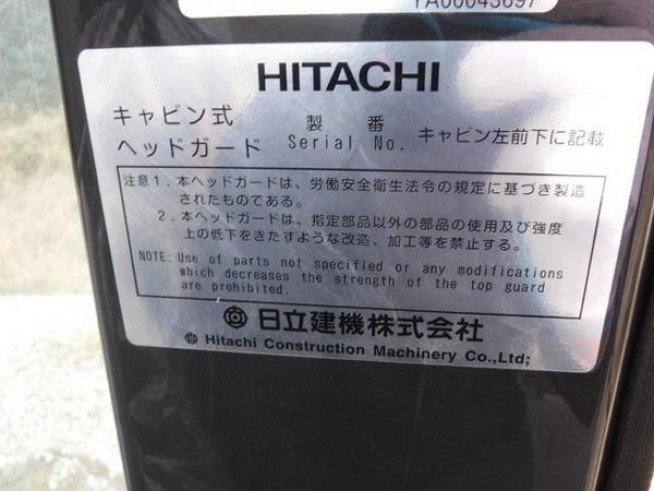 YA00043697
HITACHI
キャビン式
ヘッドガード
製番
Serial No.
キャビン左前下に記載
注意1．本ヘッドガードは、労働安全衛生法令の規定に基づき製造
されたものである。
2．本ヘッドガードは、指定部品以外の部品の使用及び強度
上の低下をきたすような改造、加工等を禁止する。
NOTE: Use of parts not specified or any modifications
which decreases the strength of the top guard
are prohibited.
日立建機株式会社
Hitachi Construction Machinery Co.,Ltd;